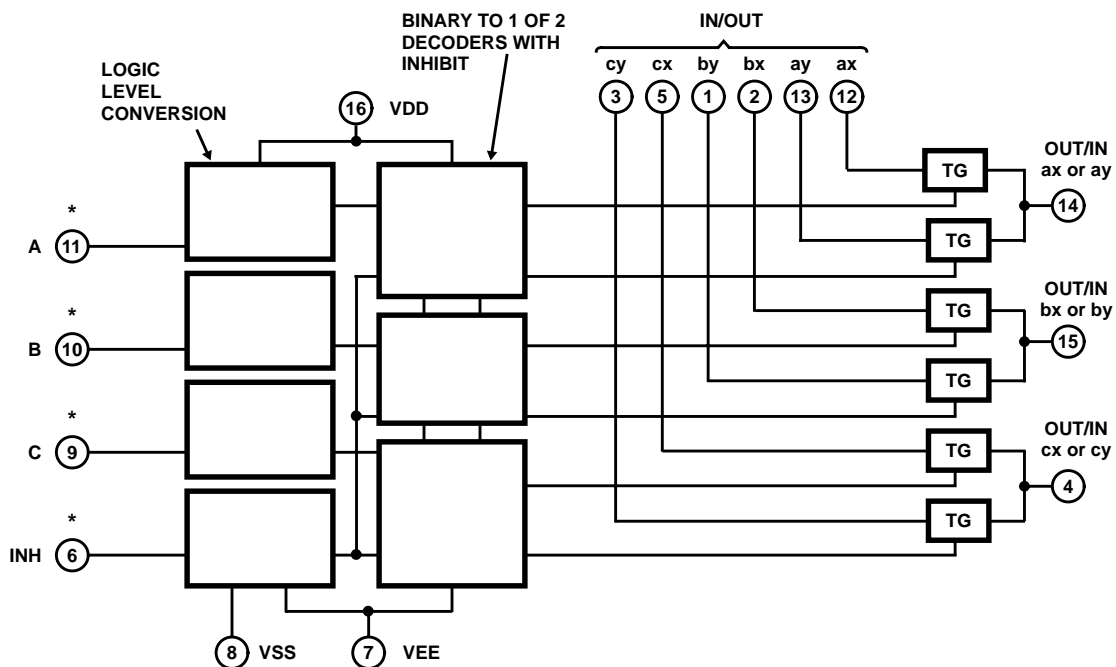 BINARY TO 1 OF 2
DECODERS WITH
INHIBIT
IN/OUT
LOGIC
LEVEL
CONVERSION
cy cx by bx ay ax
3 5 1 2 13 12
16 VDD
TG
OUT/IN
ax or ay
14
*
A 11
TG
*
B 10
TG
OUT/IN
bx or by
15
TG
*
C 9
TG
OUT/IN
cx or cy
4
*
INH 6
TG
8 VSS
7 VEE